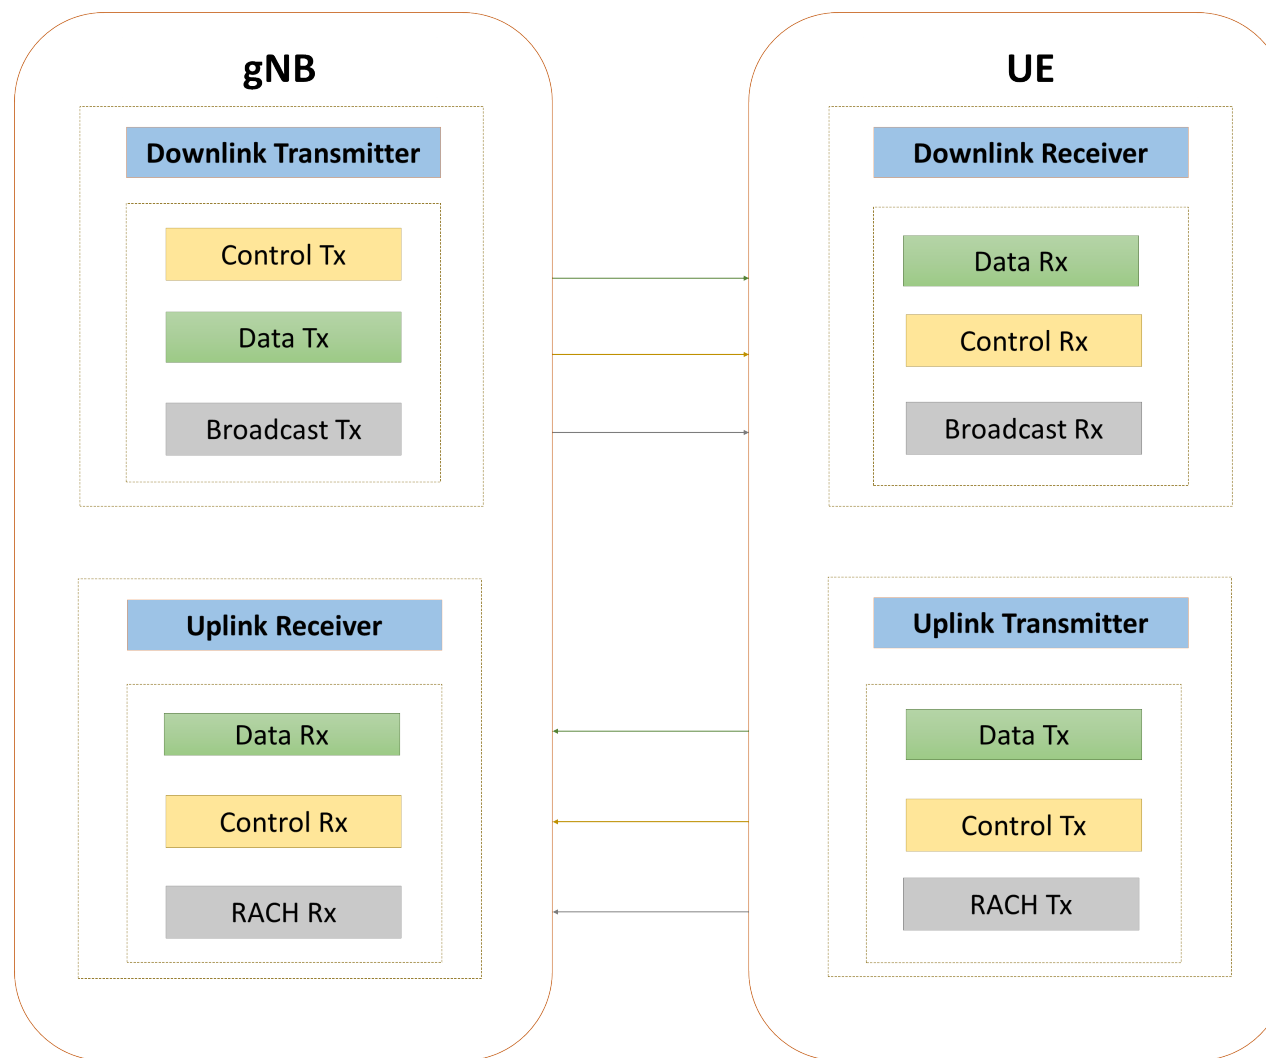 gNB
Downlink Transmitter
Control Tx
Data Tx
Broadcast Tx
Uplink Receiver
Data Rx
Control Rx
RACH Rx
UE
Downlink Receiver
Data Rx
Control Rx
Broadcast Rx
Uplink Transmitter
Data Tx
Control Tx
RACH Tx